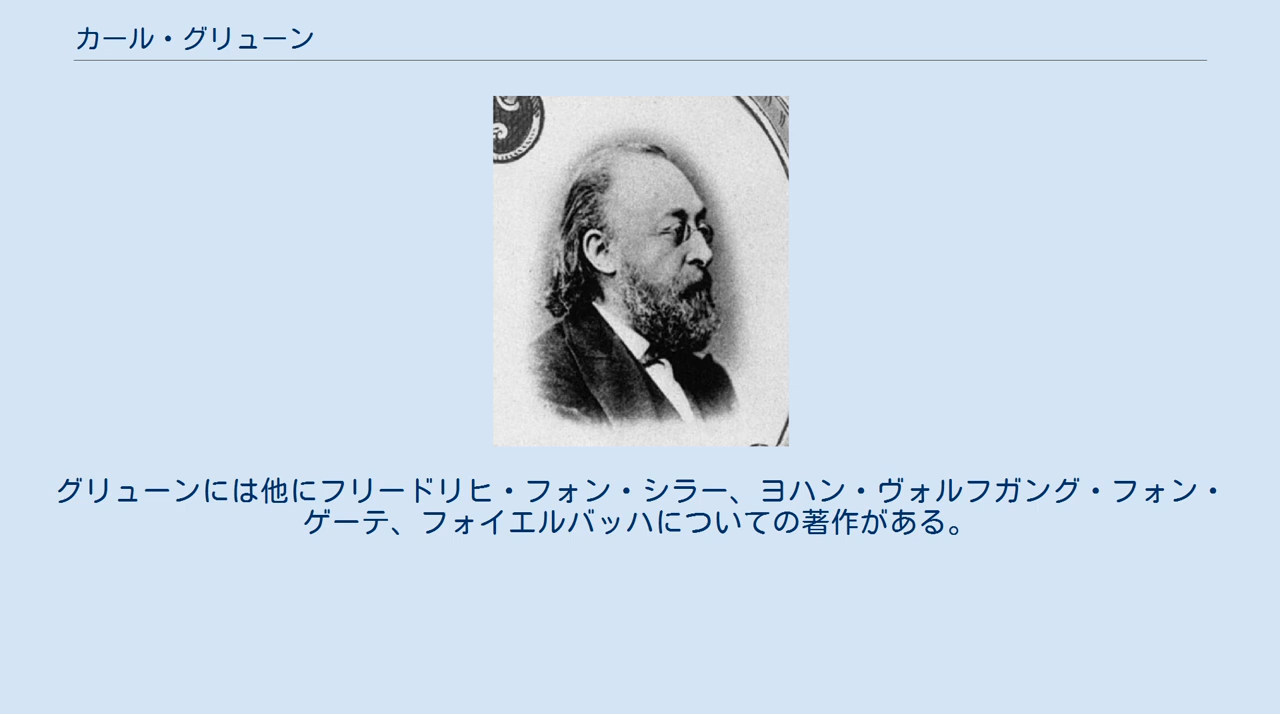 カール・グリューン
グリューンには他にフリードリヒ・フォン・シラー、ヨハン・ヴォルフガング・フォン・
ゲーテ、フォイエルバッハについての著作がある。